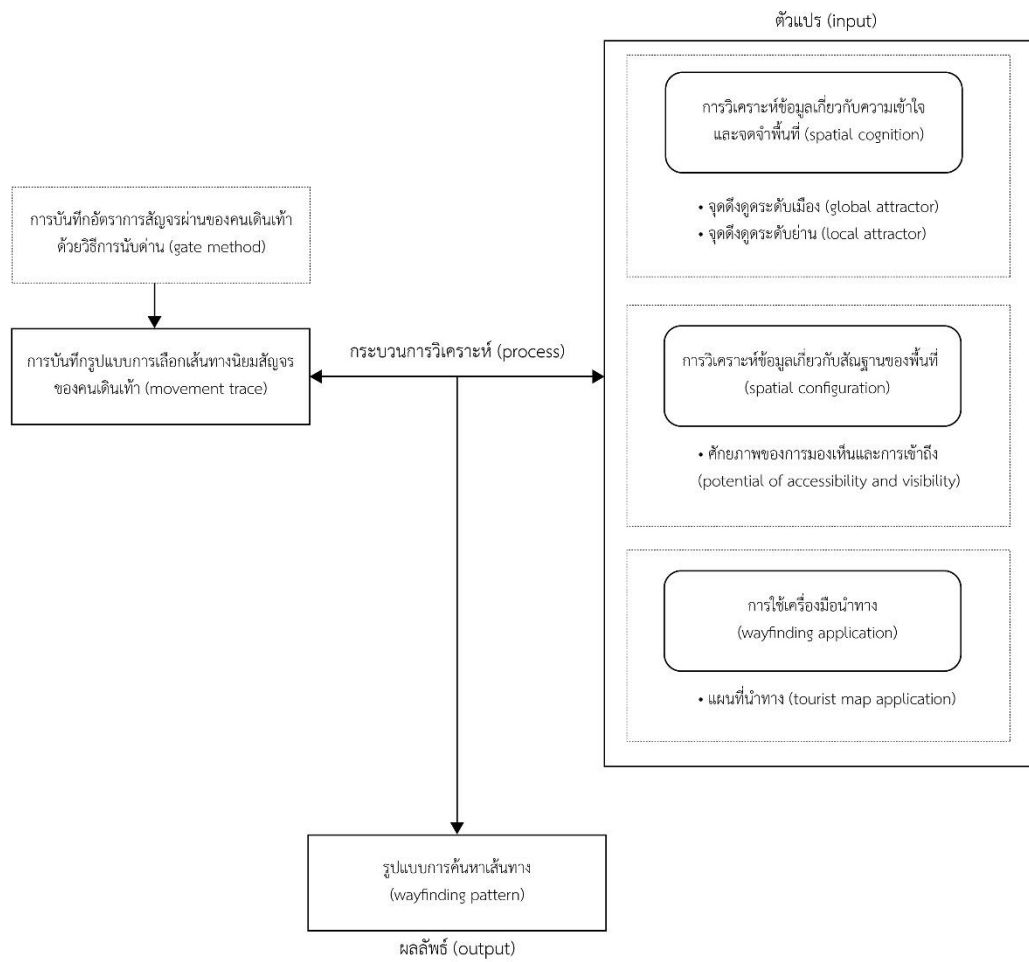 ตัวแปร (input)
การวิเคราะห์ข้อมูลเกี่ยวกับความเข้าใจ
และจดจำพื้นที่ (spatial cognition)
• จุดดึงดูดระดับเมือง (global attractor)
• จุดดึงดูดระดับย่าน (local attractor)
การบันทึกอัตราการสัญจรผ่านของคนเดินเท้า
ด้วยวิธีการนับด่าน (gate method)
การบันทึกรูปแบบการเลือกเส้นทางนิยมสัญจร
ของคนเดินเท้า (movement trace)
กระบวนการวิเคราะห์ (process)
การวิเคราะห์ข้อมูลเกี่ยวกับสัณฐานของพื้นที่
(spatial configuration)
• ศักยภาพของการมองเห็นและการเข้าถึง
(potential of accessibility and visibility)
การใช้เครื่องมือนำทาง
(wayfinding application)
• แผนที่นำทาง (tourist map application)
รูปแบบการค้นหาเส้นทาง
(wayfinding pattern)
ผลลัพธ์ (output)